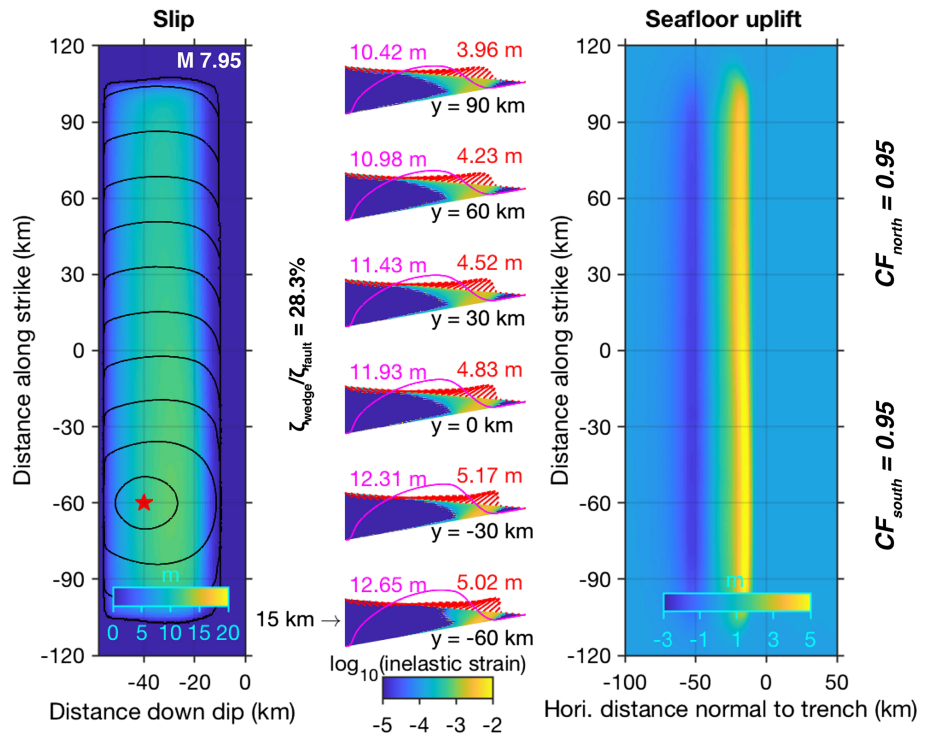 Slip
Seafloor uplift
M 7.95
120
90
60
30
0
-30
-60
-90
-120
Distance along strike (km)
m
0 5 10 15 20
-40 -20 0
Distance down dip (km)
ζwedge/ζfault = 28.3%
10.42 m 3.96 m
y = 90 km
10.98 m 4.23 m
y = 60 km
11.43 m 4.52 m
y = 30 km
11.93 m 4.83 m
y = 0 km
12.31 m 5.17 m
y = -30 km
12.65 m 5.02 m
15 km →
y = -60 km
log10(inelastic strain)
-5 -4 -3 -2
120
90
60
30
0
-30
-60
-90
-120
Distance along strike (km)
m
-3 -1 1 3 5
-100 -50 0 50
Hori. distance normal to trench (km)
CFnorth = 0.95
CFsouth = 0.95